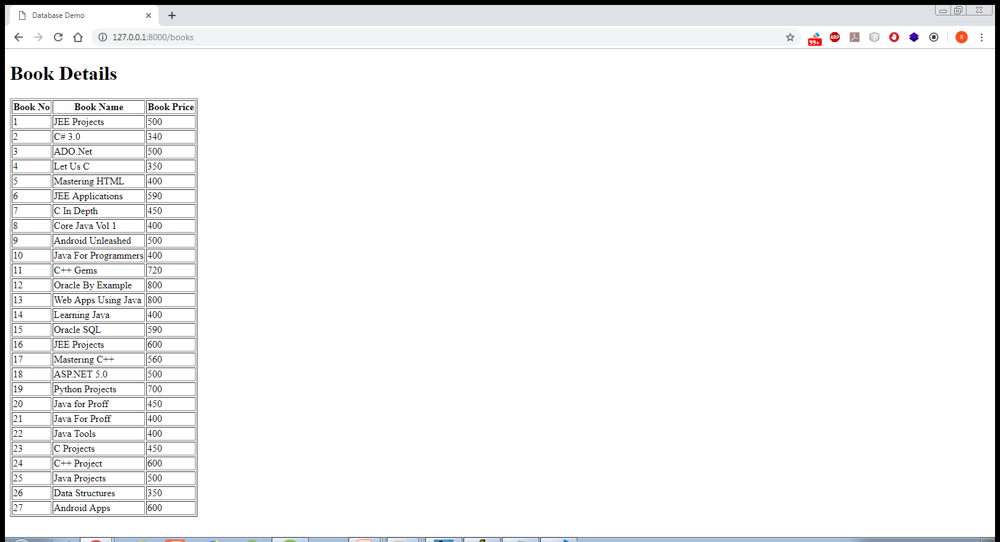 Database Demo
127.0.0.1:8000/books
99+
ABP
S
Book Details
Book No Book Name Book Price
1 JEE Projects 500
2 C# 3.0 340
3 ADO.Net 500
4 Let Us C 350
5 Mastering HTML 400
6 JEE Applications 590
7 C In Depth 450
8 Core Java Vol 1 400
9 Android Unleashed 500
10 Java For Programmers 400
11 C++ Gems 720
12 Oracle By Example 800
13 Web Apps Using Java 800
14 Learning Java 400
15 Oracle SQL 590
16 JEE Projects 600
17 Mastering C++ 560
18 ASP.NET 5.0 500
19 Python Projects 700
20 Java for Proff 450
21 Java For Proff 400
22 Java Tools 400
23 C Projects 450
24 C++ Project 600
25 Java Projects 500
26 Data Structures 350
27 Android Apps 600